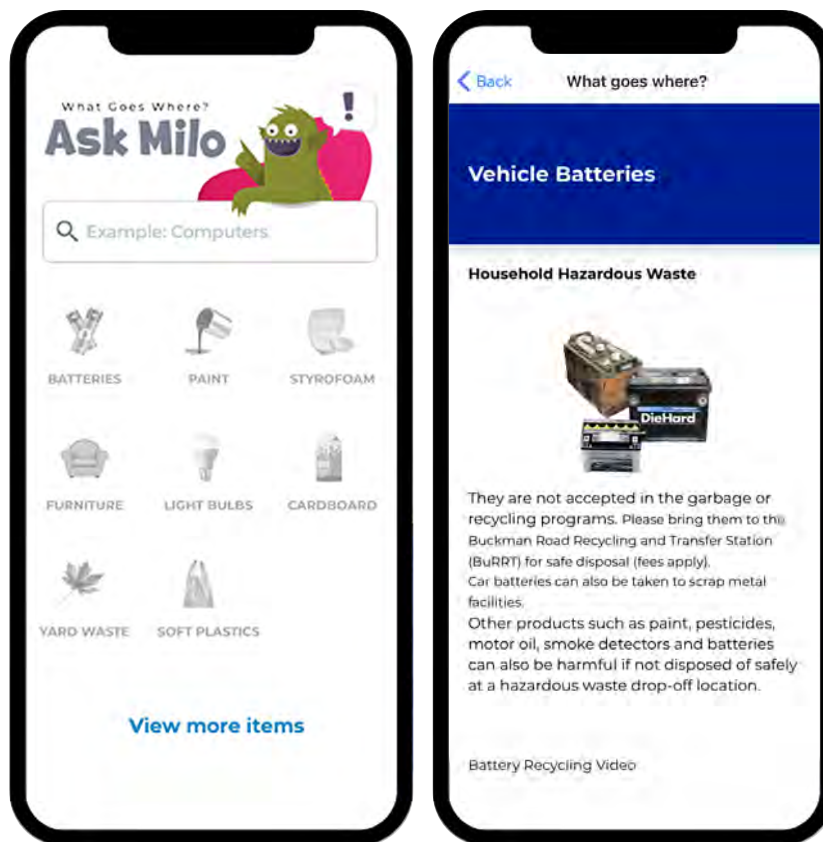 What Goes Where?
Ask Milo
!
Example: Computers
BATTERIES
PAINT
STYROFOAM
FURNITURE
LIGHT BULBS
CARDBOARD
YARD WASTE
SOFT PLASTICS
View more items
Back
What goes where?
Vehicle Batteries
Household Hazardous Waste
DieHard
They are not accepted in the garbage or
recycling programs. Please bring them to the
Buckman Road Recycling and Transfer Station
(BuRRT) for safe disposal (fees apply).
Car batteries can also be taken to scrap metal
facilities.
Other products such as paint, pesticides,
motor oil, smoke detectors and batteries
can also be harmful if not disposed of safely
at a hazardous waste drop-off location.
Battery Recycling Video